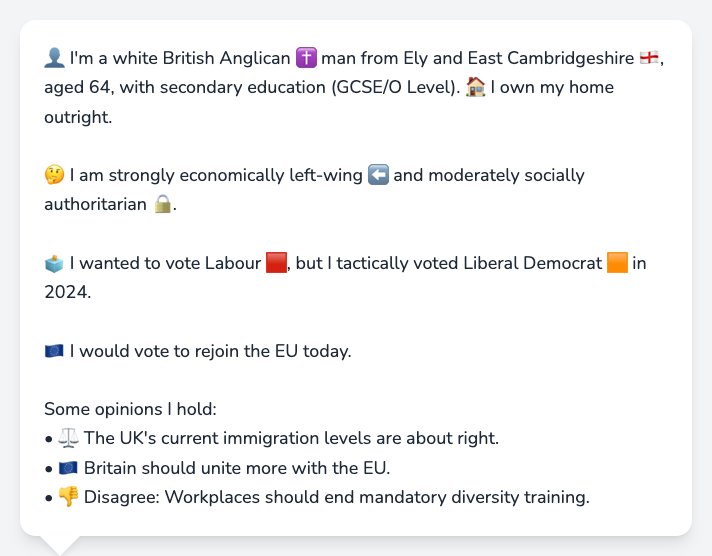 👤 I'm a white British Anglican ✝️ man from Ely and East Cambridgeshire 🏴󠁧󠁢󠁥󠁮󠁧󠁿,
aged 64, with secondary education (GCSE/O Level). 🏠 I own my home
outright.
🤔 I am strongly economically left-wing ⬅️ and moderately socially
authoritarian 🔒.
🗳️ I wanted to vote Labour 🟥, but I tactically voted Liberal Democrat 🟧 in
2024.
🇪🇺 I would vote to rejoin the EU today.
Some opinions I hold:
• ⚖️ The UK's current immigration levels are about right.
• 🇪🇺 Britain should unite more with the EU.
• 👎 Disagree: Workplaces should end mandatory diversity training.